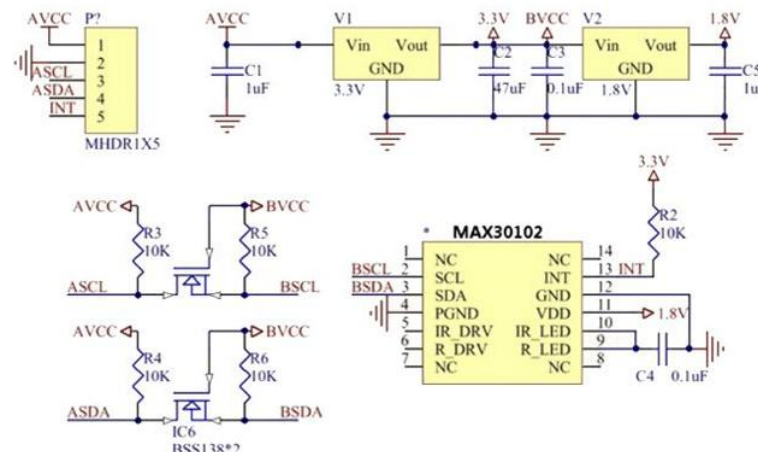 AVCC P?
1
2
ASCL 3
ASDA 4
INT 5
MHDR1X5
AVCC V1 3.3V BVCC V2 1.8V
Vin Vout Vin Vout
C1 GND C2 C3 GND C5
1uF 3.3V 47uF 0.1uF 1.8V 1u
AVCC BVCC
R3 R5
10K 10K
ASCL BSCL
AVCC BVCC
R4 R6
10K 10K
ASDA BSDA
IC6
BSS138*2
3.3V
R2
10K
* MAX30102
1 NC NC 14
BSCL 2 SCL INT 13 INT
BSDA 3 SDA GND 12
4 PGND VDD 11 1.8V
5 IR_DRV IR_LED 10
6 R_DRV R_LED 9
7 NC NC 8
C4 0.1uF